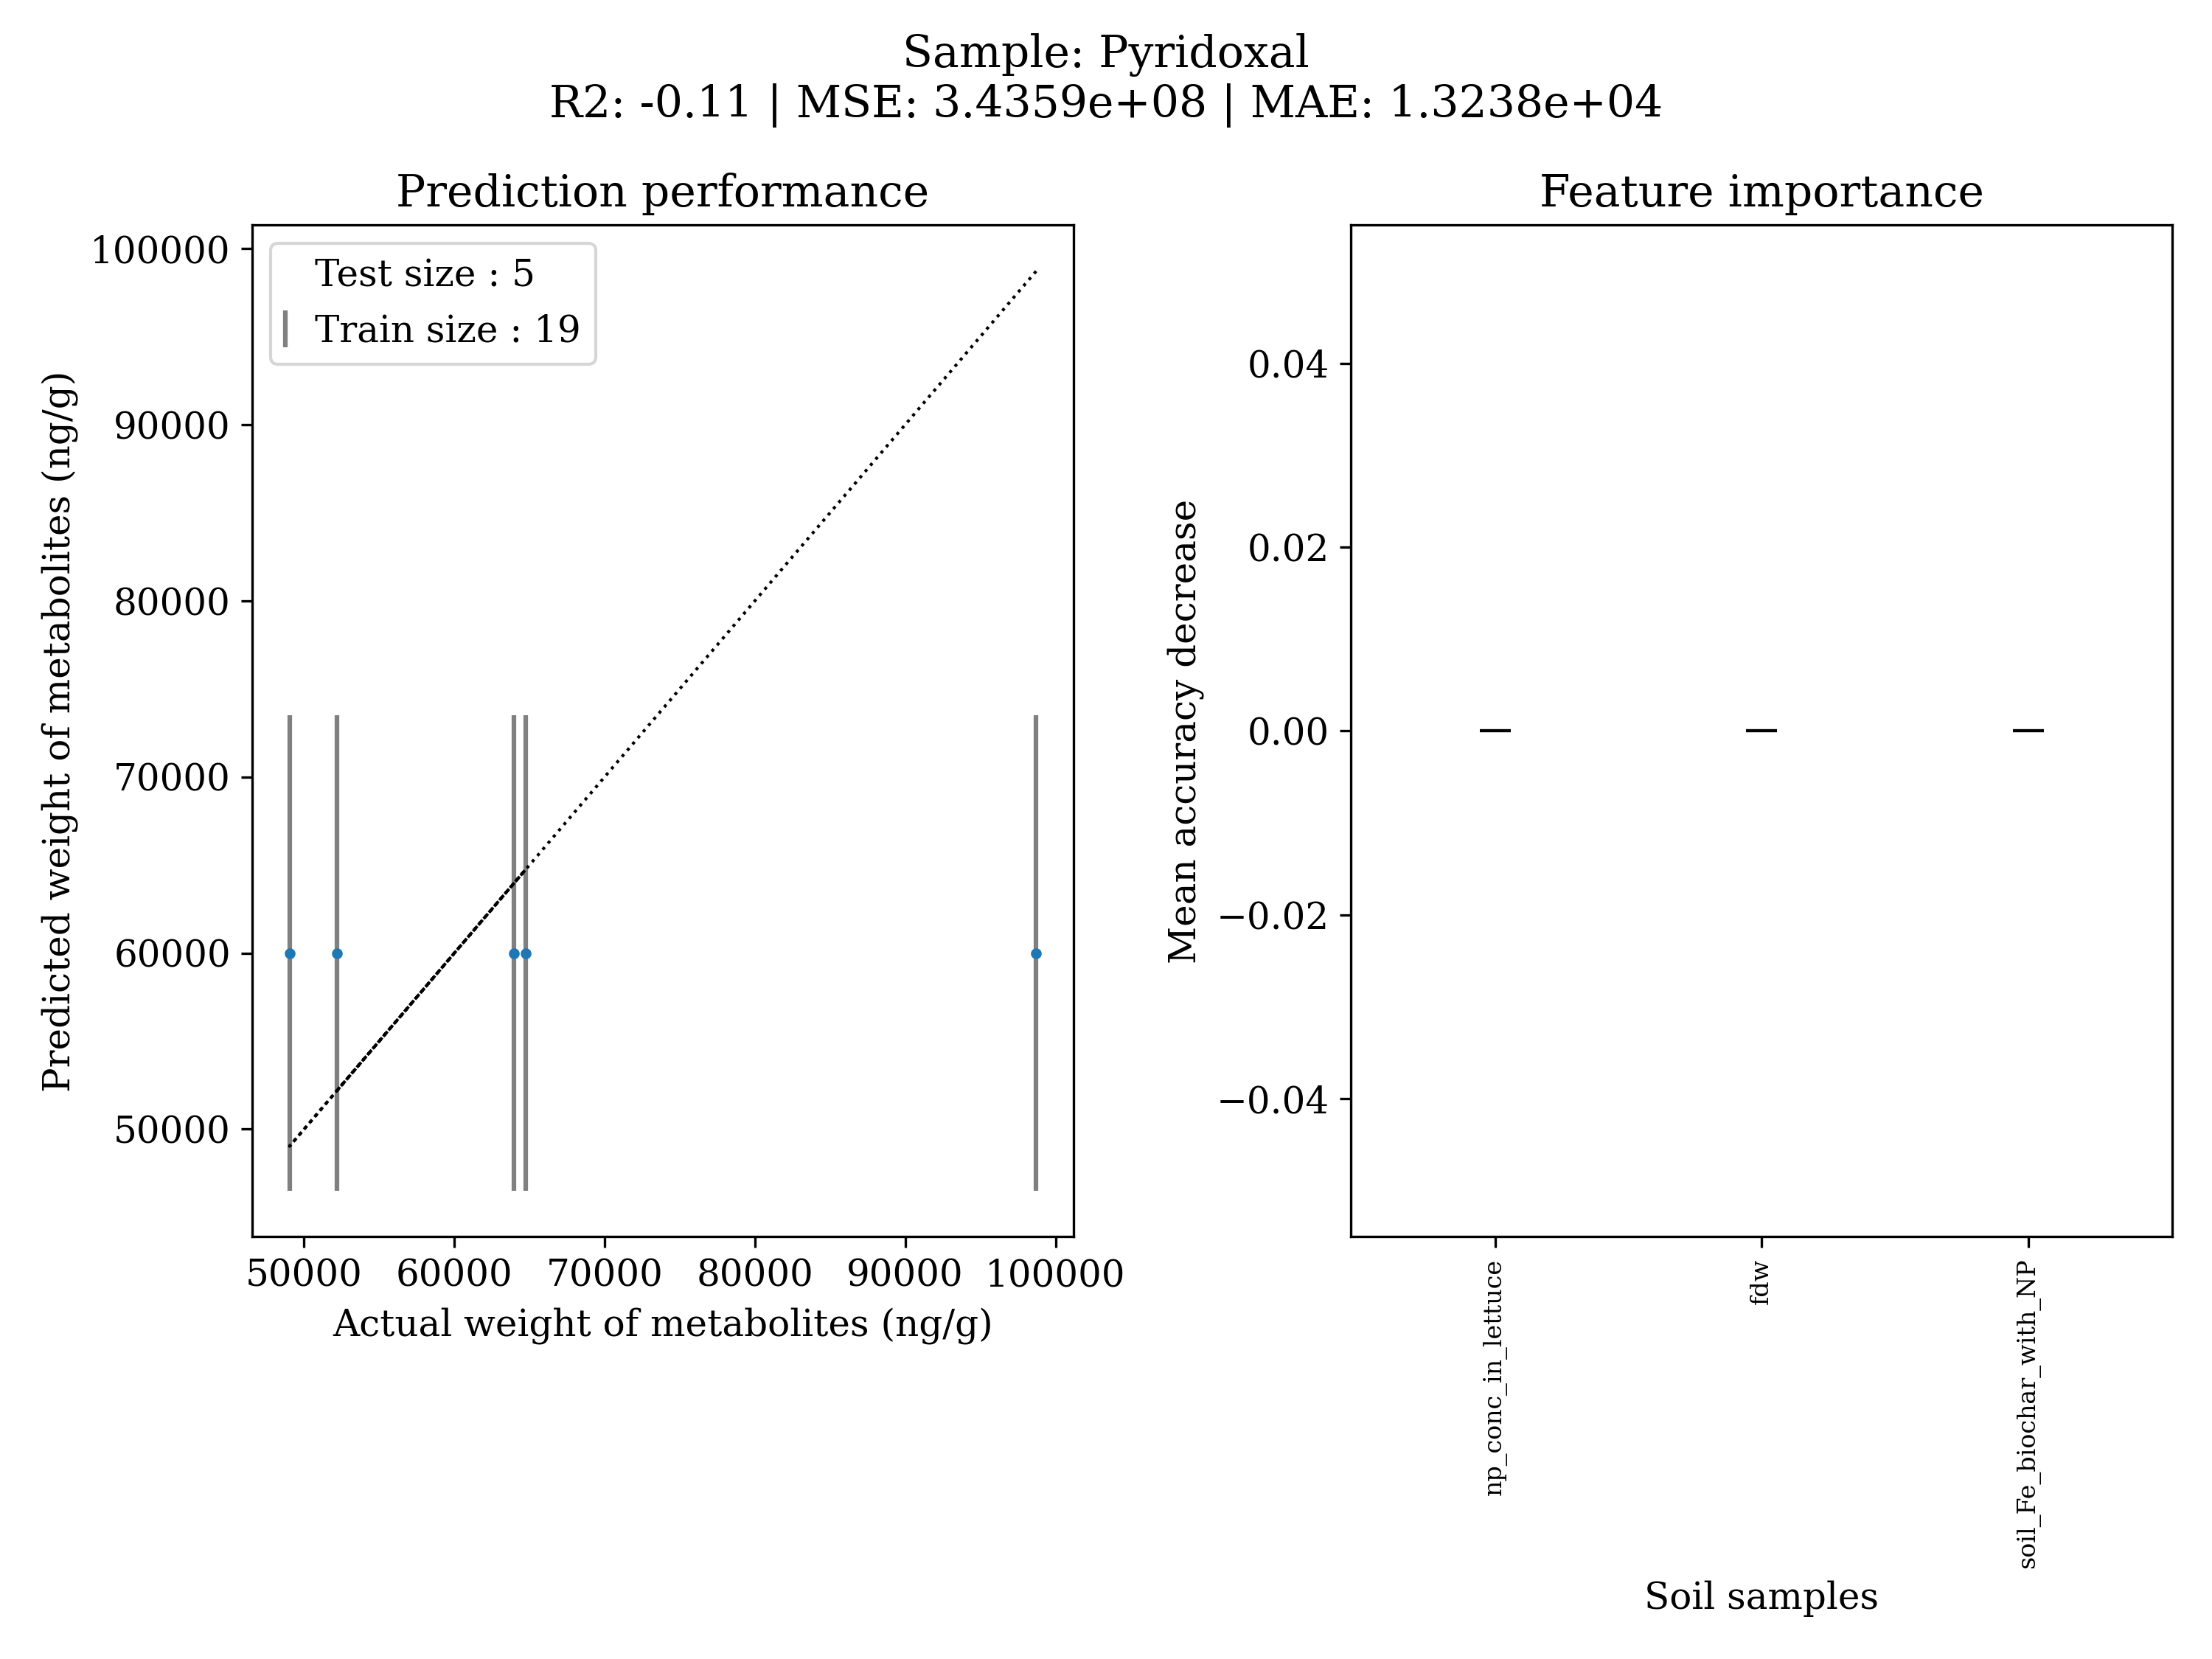 Sample: Pyridoxal
R2: -0.11 | MSE: 3.4359e+08 | MAE: 1.3238e+04
Prediction performance
Test size : 5
Train size : 19
100000
90000
80000
70000
60000
50000
Predicted weight of metabolites (ng/g)
50000 60000 70000 80000 90000 100000
Actual weight of metabolites (ng/g)
Feature importance
0.04
0.02
0.00
−0.02
−0.04
Mean accuracy decrease
np_conc_in_lettuce
fdw
soil_Fe_biochar_with_NP
Soil samples